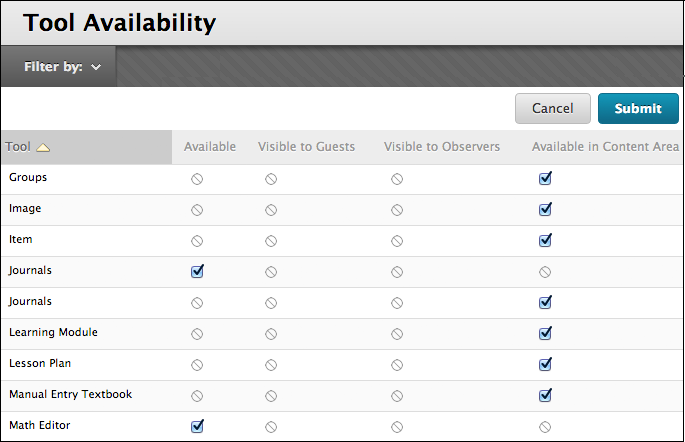 Tool Availability
Filter by:
Cancel Submit
Tool Available Visible to Guests Visible to Observers Available in Content Area
Groups
Image
Item
Journals
Journals
Learning Module
Lesson Plan
Manual Entry Textbook
Math Editor